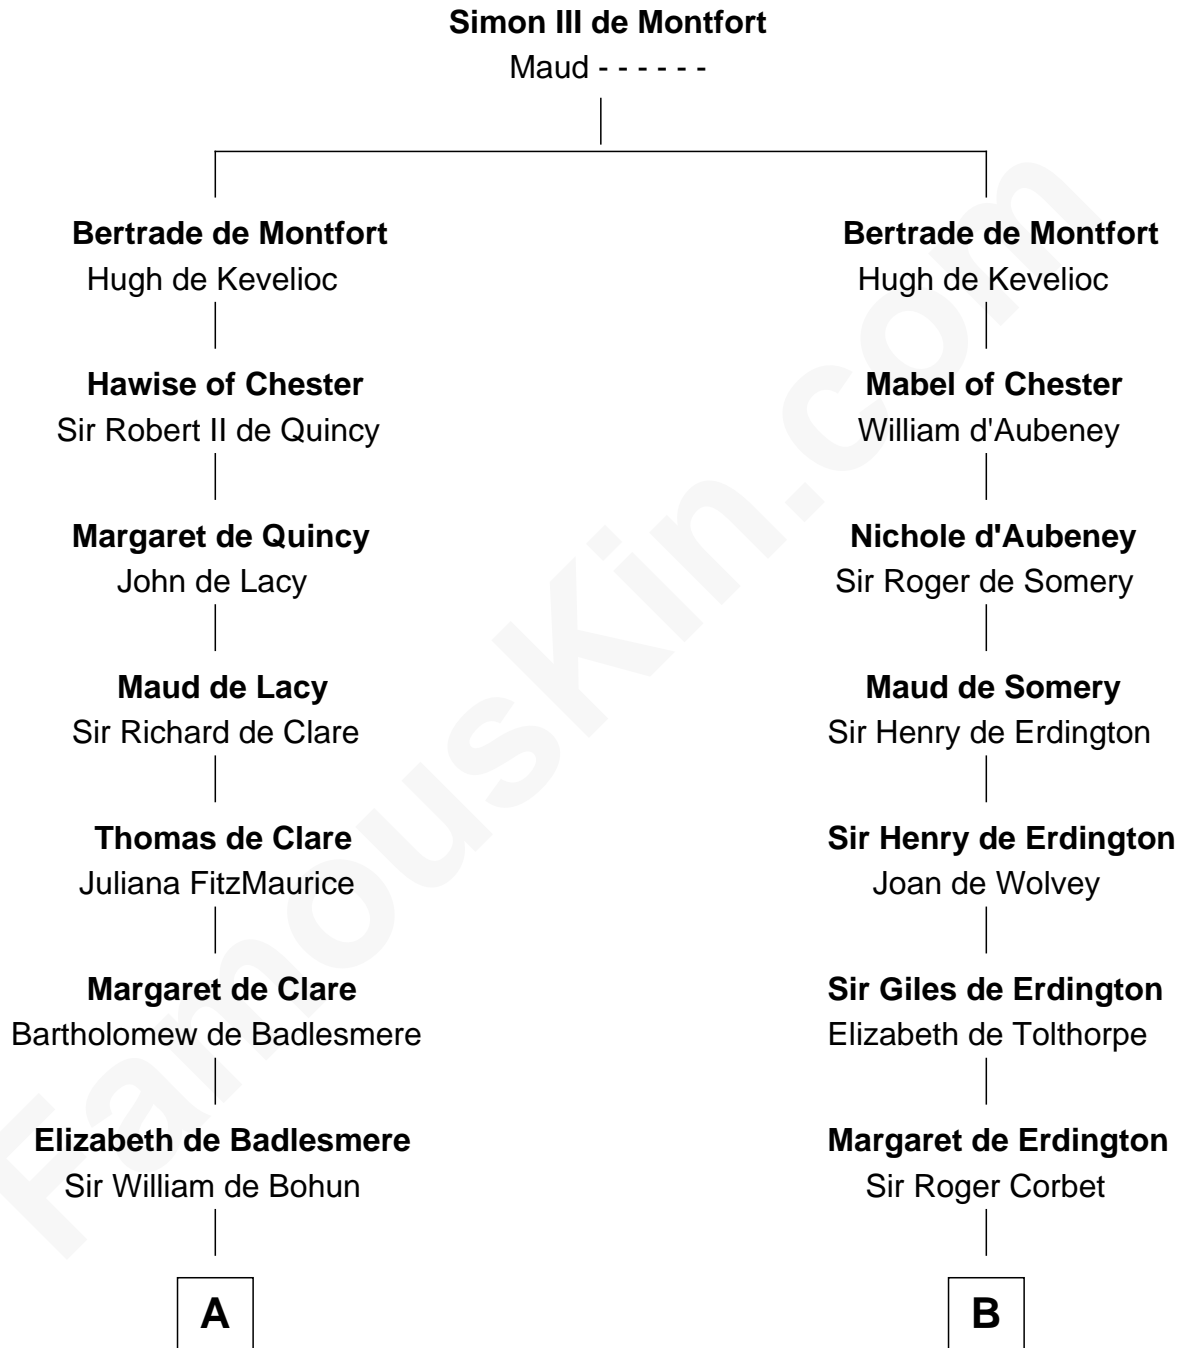 Simon III de Montfort
Maud - - - - - -
Bertrade de Montfort
Hugh de Kevelioc
Hawise of Chester
Sir Robert II de Quincy
Margaret de Quincy
John de Lacy
Maud de Lacy
Sir Richard de Clare
Thomas de Clare
Juliana FitzMaurice
Margaret de Clare
Bartholomew de Badlesmere
Elizabeth de Badlesmere
Sir William de Bohun
A
Bertrade de Montfort
Hugh de Kevelioc
Mabel of Chester
William d'Aubeney
Nichole d'Aubeney
Sir Roger de Somery
Maud de Somery
Sir Henry de Erdington
Sir Henry de Erdington
Joan de Wolvey
Sir Giles de Erdington
Elizabeth de Tolthorpe
Margaret de Erdington
Sir Roger Corbet
B
FamousKin.com